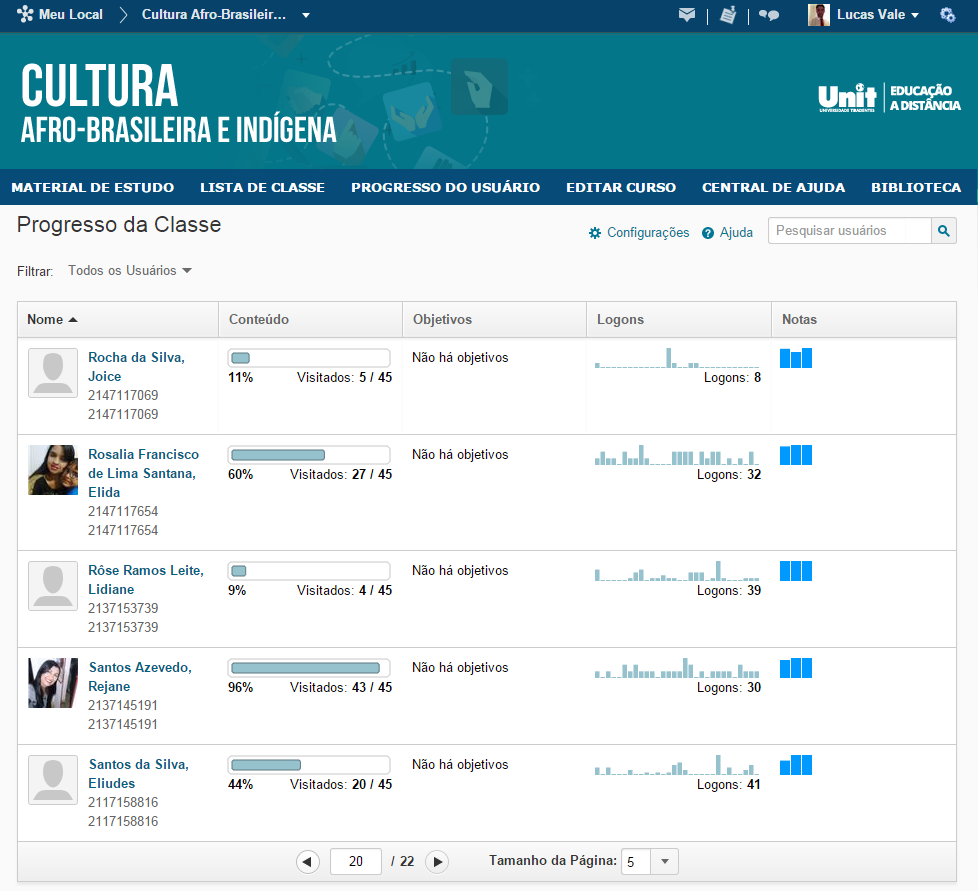 Meu Local
Cultura Afro-Brasileir...
Lucas Vale
CULTURA
AFRO-BRASILEIRA E INDÍGENA
Unit
UNIVERSIDADE TIRADENTES
EDUCAÇÃO
A DISTÂNCIA
MATERIAL DE ESTUDO LISTA DE CLASSE PROGRESSO DO USUÁRIO EDITAR CURSO CENTRAL DE AJUDA BIBLIOTECA
Progresso da Classe
Configurações Ajuda Pesquisar usuários
Filtrar: Todos os Usuários
Nome Conteúdo Objetivos Logons Notas
Rocha da Silva,
Joice
2147117069
2147117069
11% Visitados: 5 / 45
Não há objetivos
Logons: 8
Rosalia Francisco
de Lima Santana,
Elida
2147117654
2147117654
60% Visitados: 27 / 45
Não há objetivos
Logons: 32
Rôse Ramos Leite,
Lidiane
2137153739
2137153739
9% Visitados: 4 / 45
Não há objetivos
Logons: 39
Santos Azevedo,
Rejane
2137145191
2137145191
96% Visitados: 43 / 45
Não há objetivos
Logons: 30
Santos da Silva,
Eliudes
2117158816
2117158816
44% Visitados: 20 / 45
Não há objetivos
Logons: 41
20 / 22 Tamanho da Página: 5